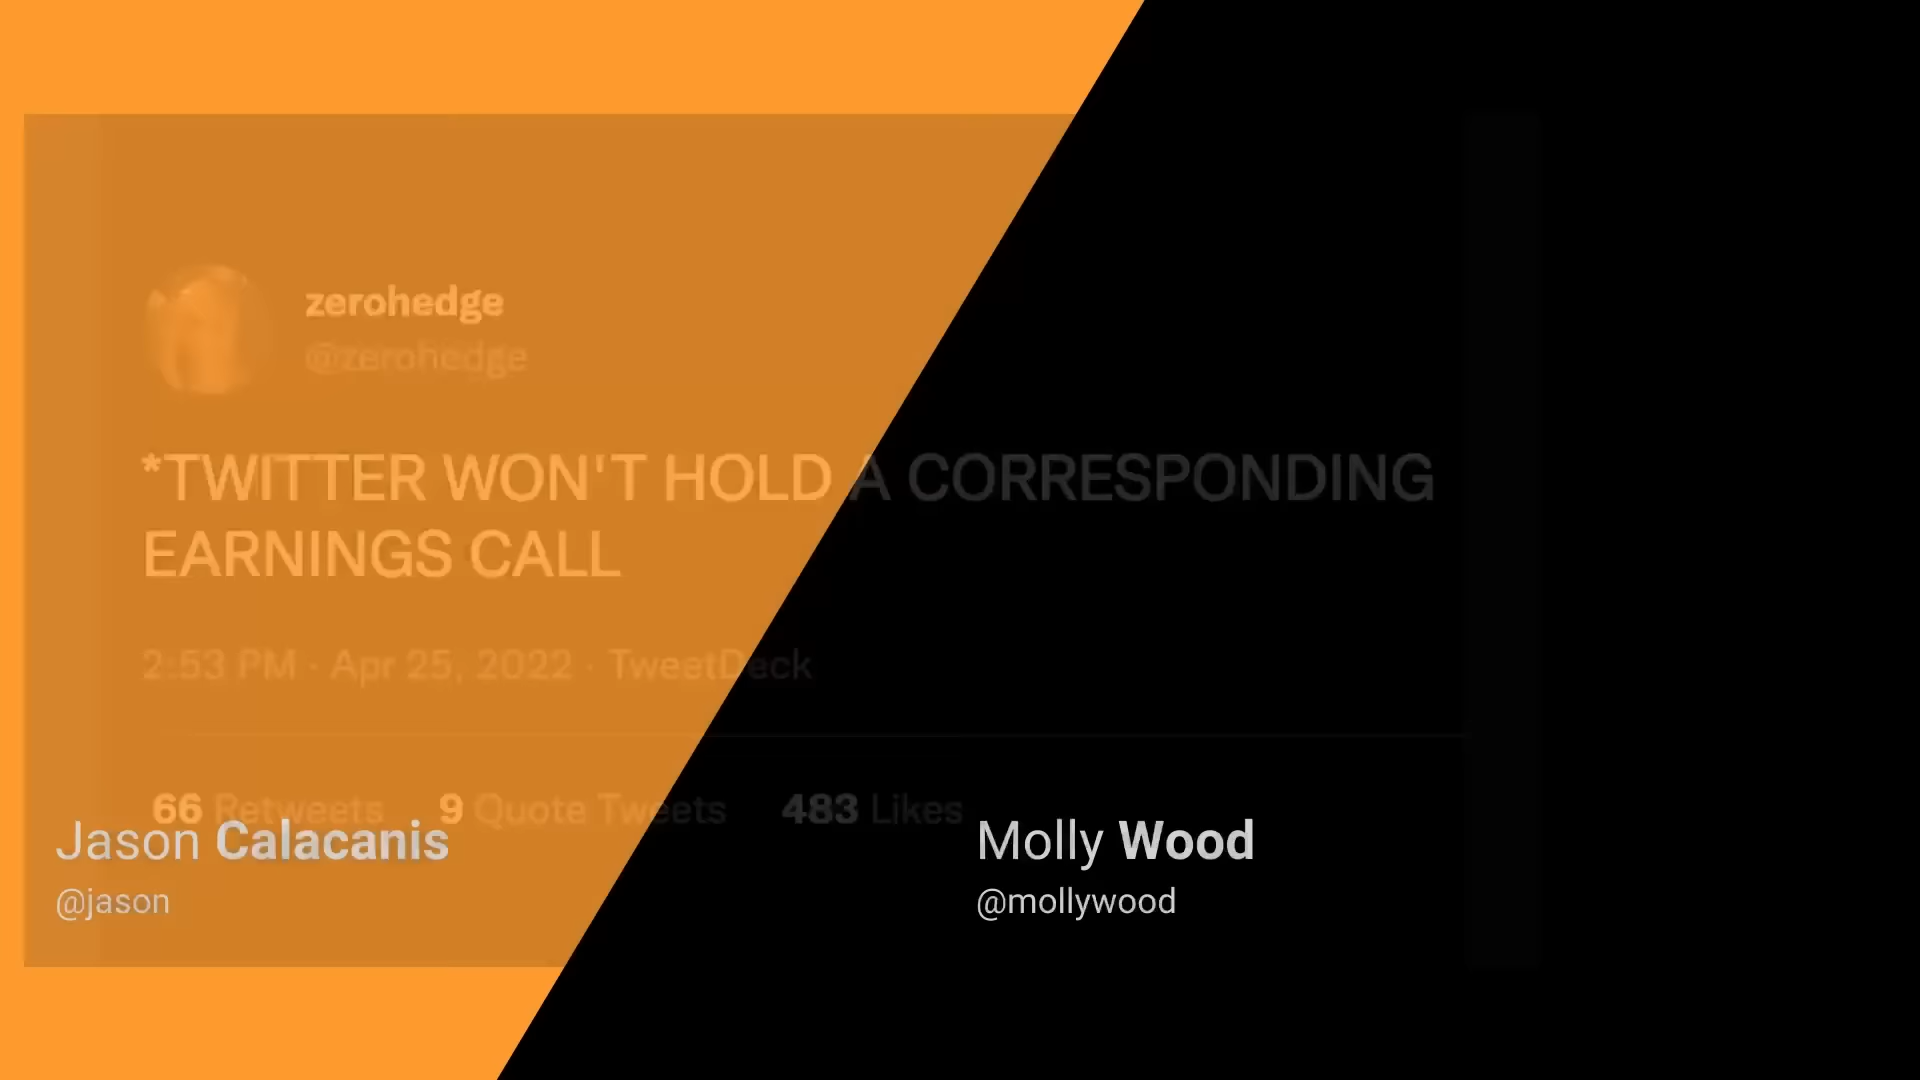 zerohedge
@zerohedge
*TWITTER WON'T HOLD A CORRESPONDING
EARNINGS CALL
2:53 PM · Apr 25, 2022 · TweetDeck
66 Retweets 9 Quote Tweets 483 Likes
Jason Calacanis
@jason
Molly Wood
@mollywood